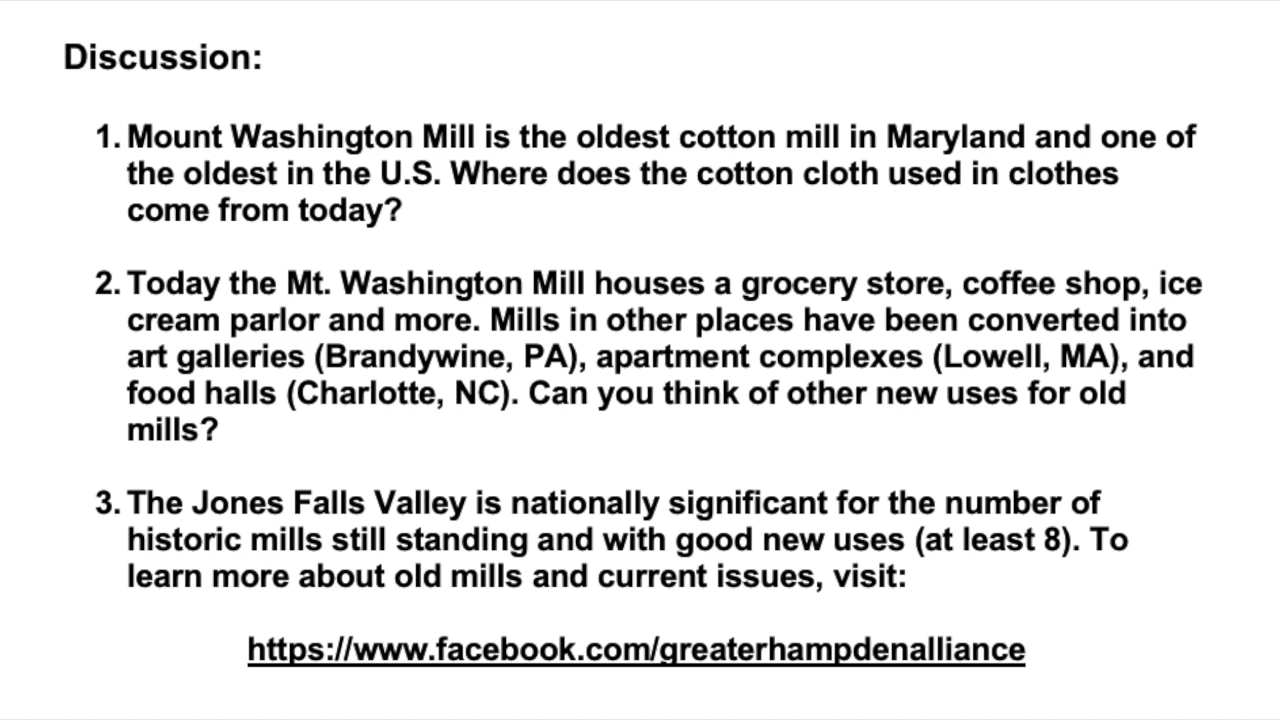 Discussion:
1. Mount Washington Mill is the oldest cotton mill in Maryland and one of
the oldest in the U.S. Where does the cotton cloth used in clothes
come from today?
2. Today the Mt. Washington Mill houses a grocery store, coffee shop, ice
cream parlor and more. Mills in other places have been converted into
art galleries (Brandywine, PA), apartment complexes (Lowell, MA), and
food halls (Charlotte, NC). Can you think of other new uses for old
mills?
3. The Jones Falls Valley is nationally significant for the number of
historic mills still standing and with good new uses (at least 8). To
learn more about old mills and current issues, visit:
https://www.facebook.com/greaterhampdenalliance